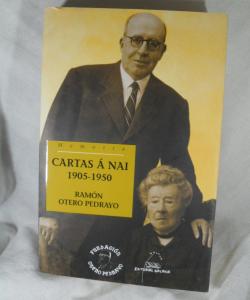 Memoria
CARTAS Á NAI
1905-1950
RAMÓN
OTERO PEDRAYO
FUNDACIÓN
OTERO PEDRAYO
EDITORIAL GALAXIA